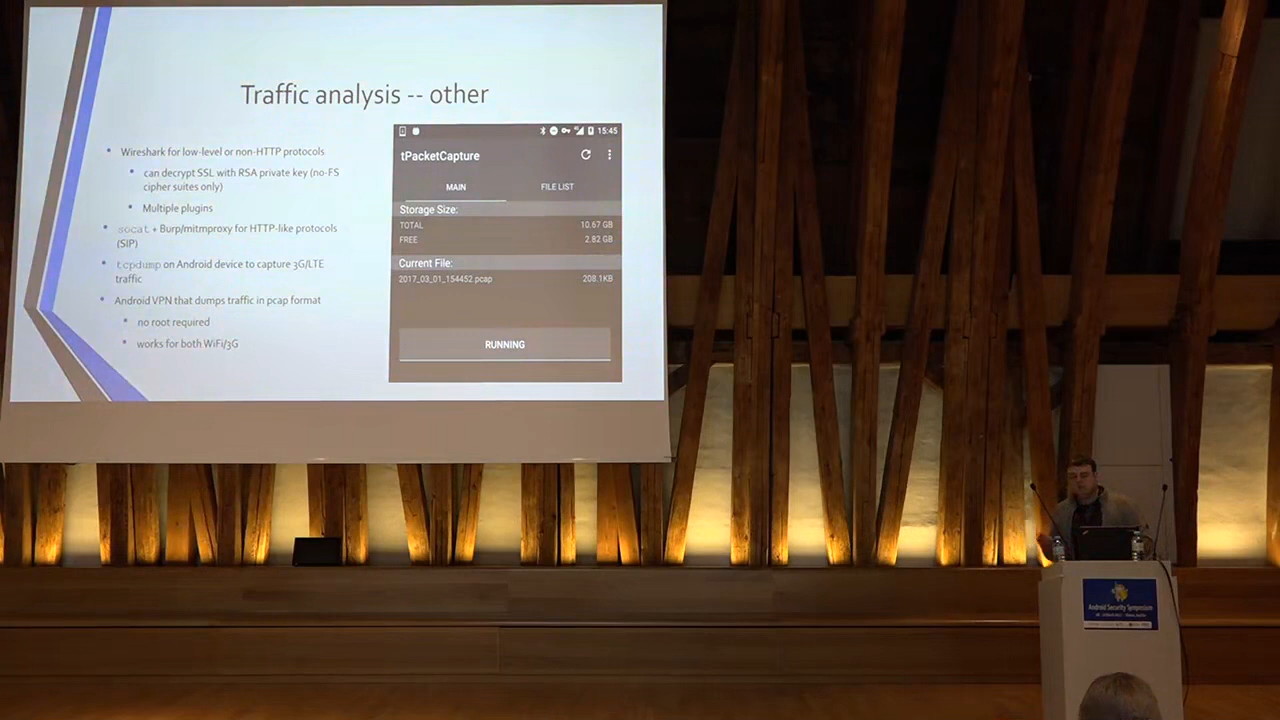 Traffic analysis -- other
Wireshark for low-level or non-HTTP protocols
can decrypt SSL with RSA private key (no-FS
cipher suites only)
Multiple plugins
socat + Burp/mitmproxy for HTTP-like protocols
(SIP)
tcpdump on Android device to capture 3G/LTE
traffic
Android VPN that dumps traffic in pcap format
no root required
works for both WiFi/3G
15:45
tPacketCapture
MAIN FILE LIST
Storage Size:
TOTAL 10.67 GB
FREE 2.82 GB
Current File:
2017_03_01_154452.pcap 208.1KB
RUNNING
Android Security Symposium